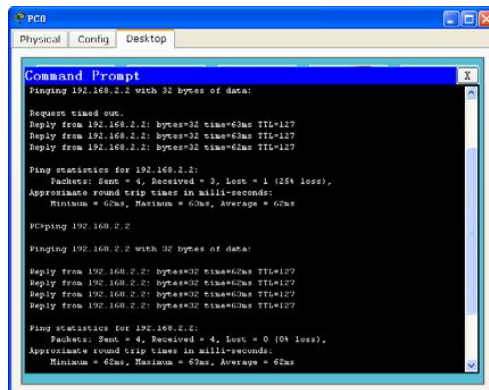 PC0
Physical Config Desktop
Command Prompt
X
Pinging 192.168.2.2 with 32 bytes of data:
Request timed out.
Reply from 192.168.2.2: bytes=32 time=63ms TTL=127
Reply from 192.168.2.2: bytes=32 time=63ms TTL=127
Reply from 192.168.2.2: bytes=32 time=62ms TTL=127
Ping statistics for 192.168.2.2:
Packets: Sent = 4, Received = 3, Lost = 1 (25% loss),
Approximate round trip times in milli-seconds:
Minimum = 62ms, Maximum = 63ms, Average = 62ms
PC>ping 192.168.2.2
Pinging 192.168.2.2 with 32 bytes of data:
Reply from 192.168.2.2: bytes=32 time=62ms TTL=127
Reply from 192.168.2.2: bytes=32 time=63ms TTL=127
Reply from 192.168.2.2: bytes=32 time=63ms TTL=127
Reply from 192.168.2.2: bytes=32 time=62ms TTL=127
Ping statistics for 192.168.2.2:
Packets: Sent = 4, Received = 4, Lost = 0 (0% loss),
Approximate round trip times in milli-seconds:
Minimum = 62ms, Maximum = 63ms, Average = 62ms